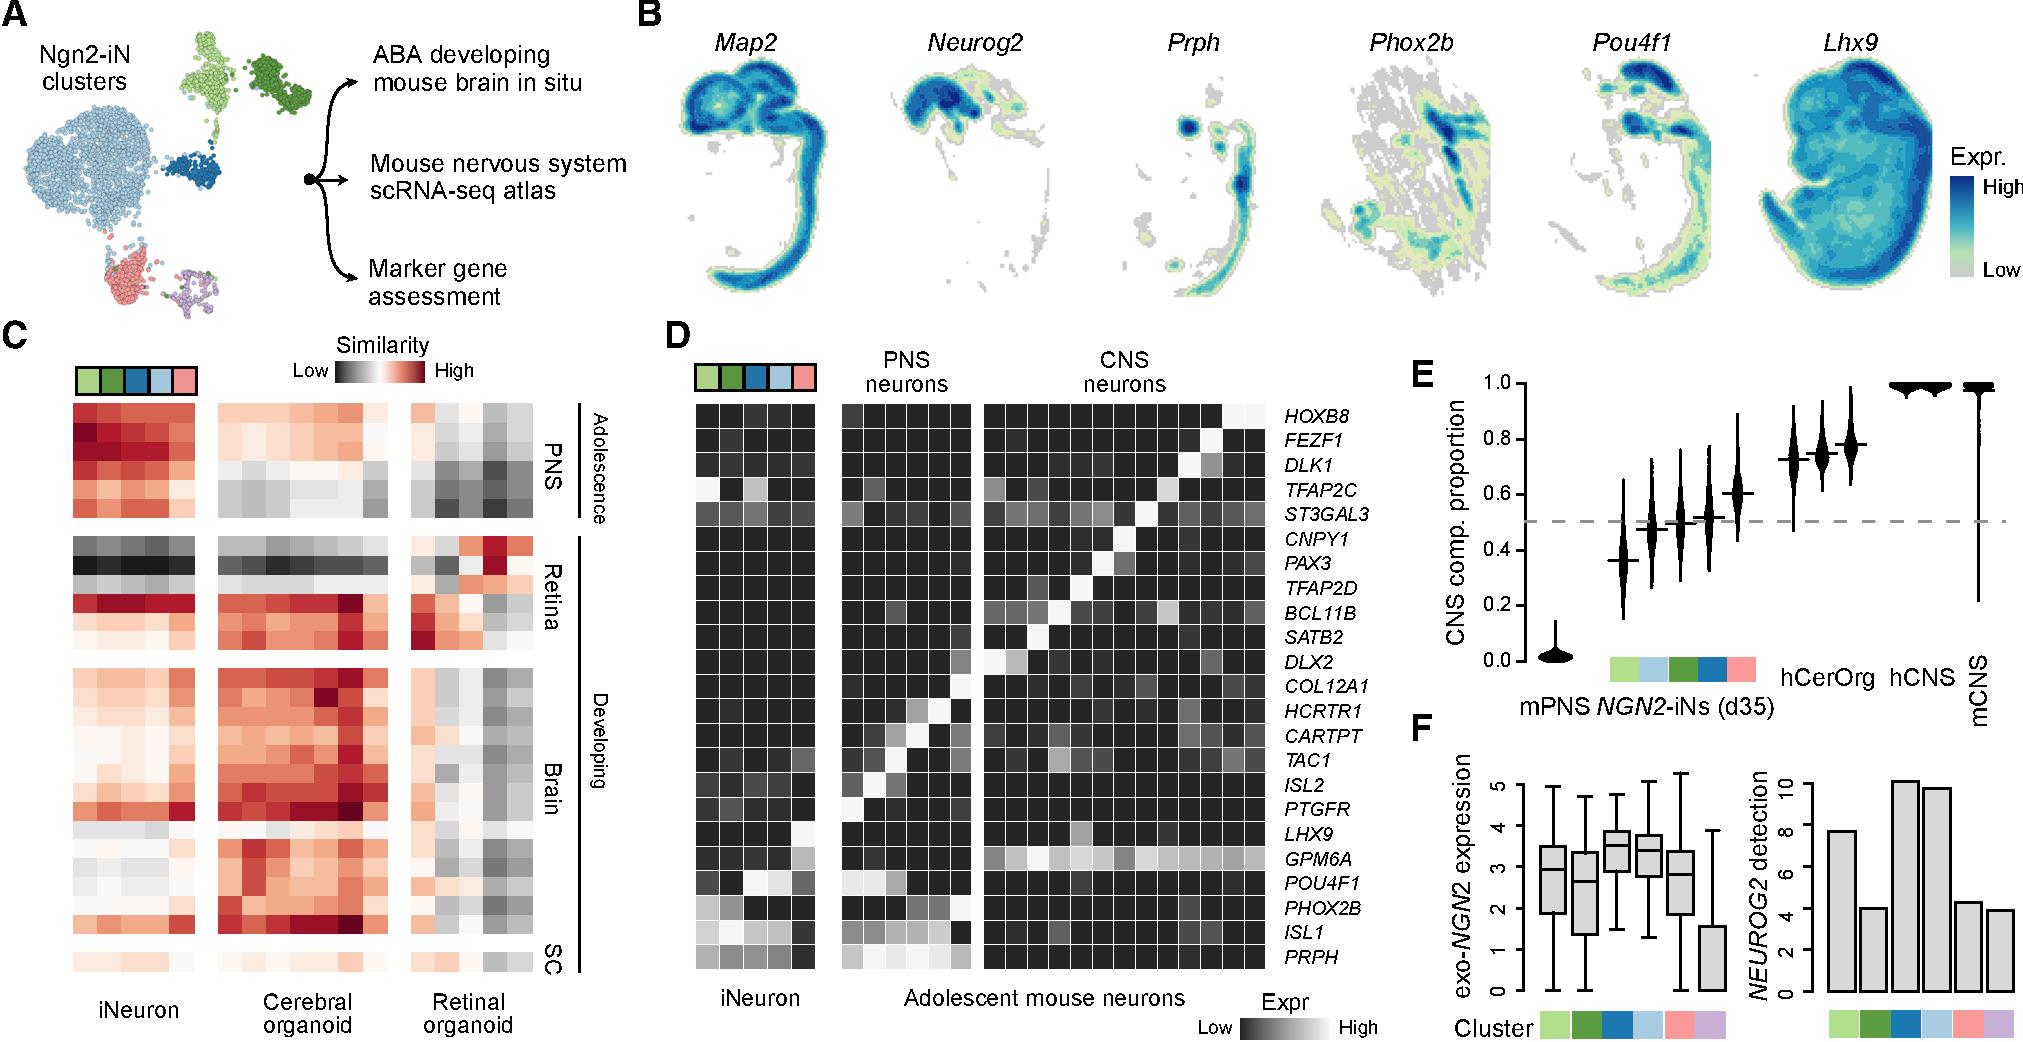 A
Ngn2-iN
clusters
ABA developing
mouse brain in situ
Mouse nervous system
scRNA-seq atlas
Marker gene
assessment
B
Map2
Neurog2
Prph
Phox2b
Pou4f1
Lhx9
Expr.
High
Low
C
Similarity
Low
High
Adolescence
PNS
Retina
Developing
Brain
SC
iNeuron
Cerebral
organoid
Retinal
organoid
D
PNS
neurons
CNS
neurons
HOXB8
FEZF1
DLK1
TFAP2C
ST3GAL3
CNPY1
PAX3
TFAP2D
BCL11B
SATB2
DLX2
COL12A1
HCRTR1
CARTPT
TAC1
ISL2
PTGFR
LHX9
GPM6A
POU4F1
PHOX2B
ISL1
PRPH
iNeuron
Adolescent mouse neurons
Expr
Low
High
E
CNS comp. proportion
1.0
0.8
0.6
0.4
0.2
0.0
mPNS
NGN2-iNs (d35)
hCerOrg
hCNS
mCNS
F
exo-NGN2 expression
5
4
3
2
1
0
Cluster
NEUROG2 detection
10
8
6
4
2
0